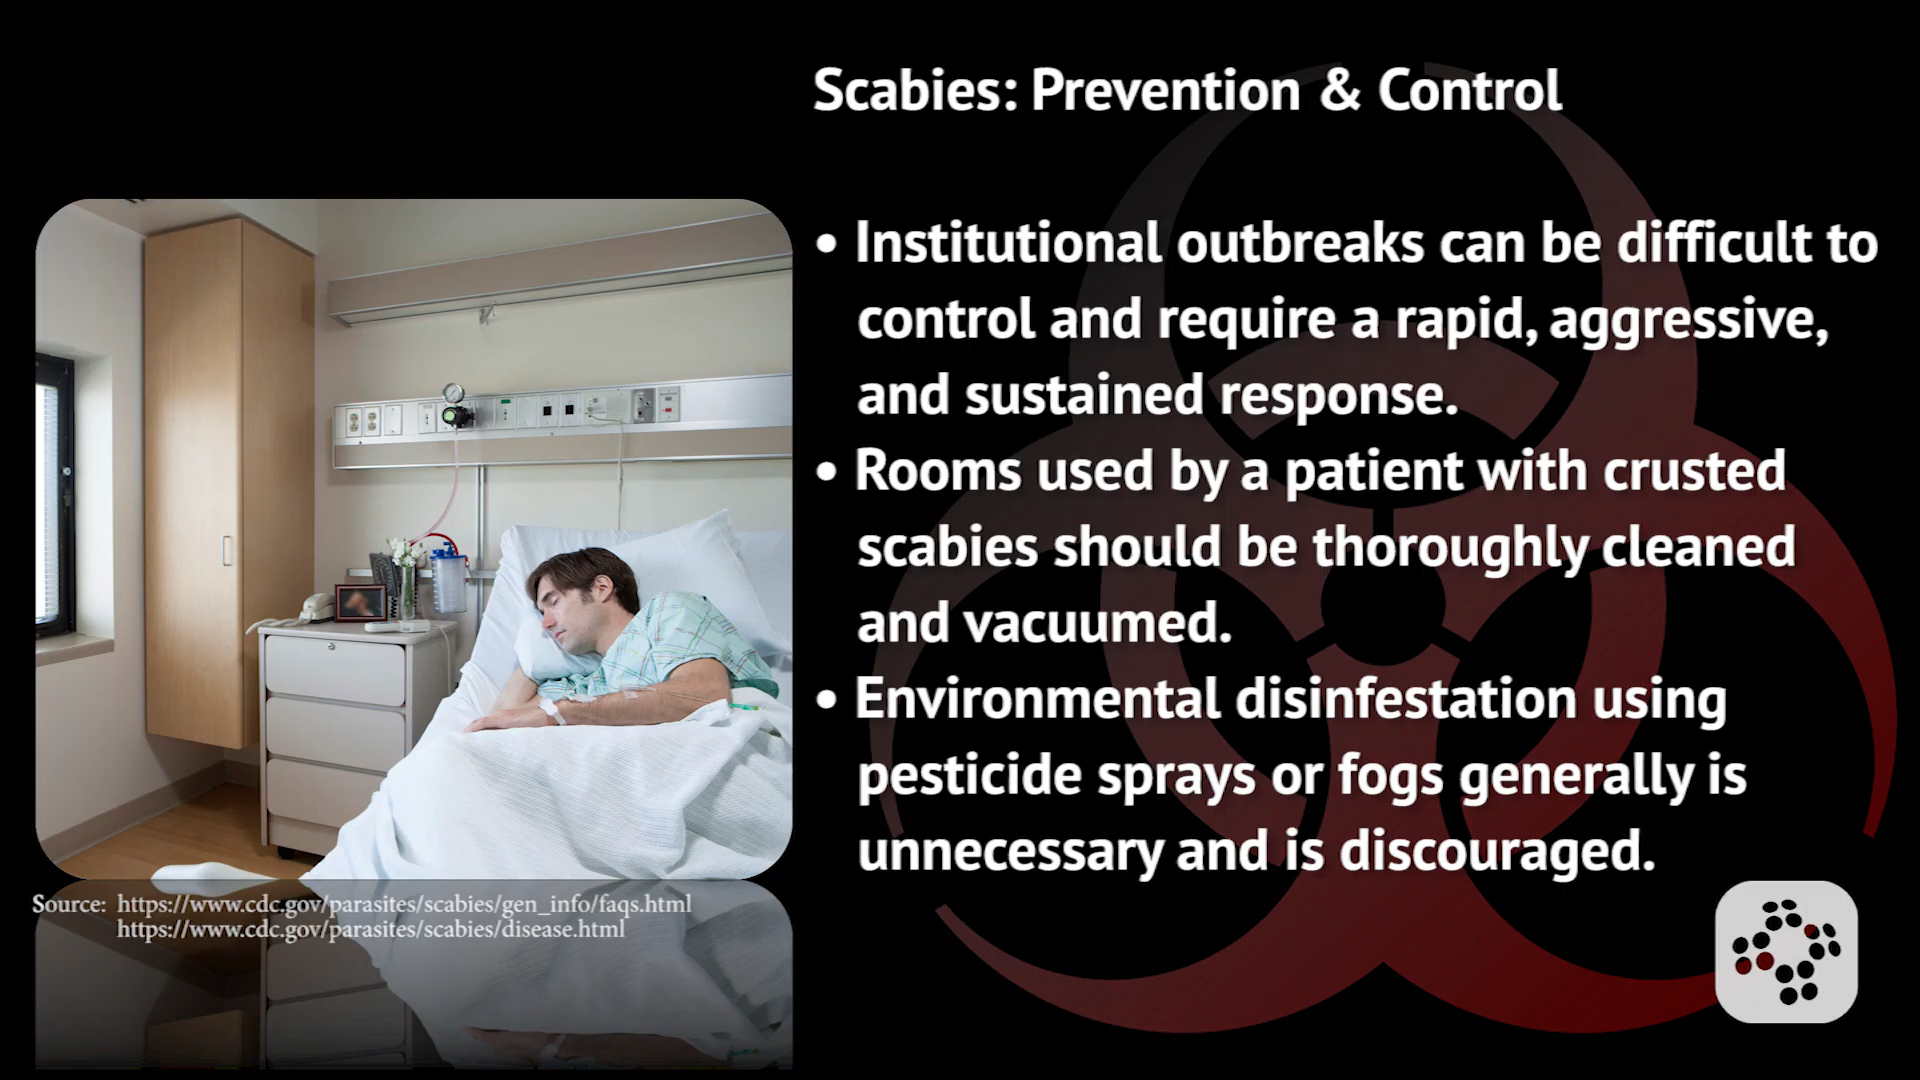 Scabies: Prevention & Control
• Institutional outbreaks can be difficult to
control and require a rapid, aggressive,
and sustained response.
• Rooms used by a patient with crusted
scabies should be thoroughly cleaned
and vacuumed.
• Environmental disinfestation using
pesticide sprays or fogs generally is
unnecessary and is discouraged.
Source: https://www.cdc.gov/parasites/scabies/gen_info/faqs.html
https://www.cdc.gov/parasites/scabies/disease.html